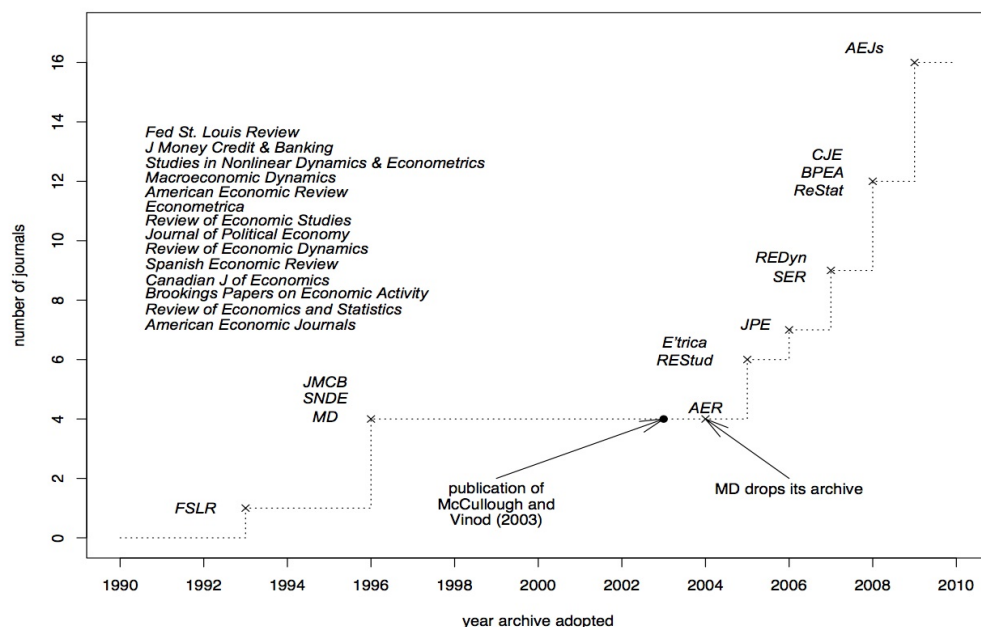 AEJs
16
14
Fed St. Louis Review
J Money Credit & Banking
Studies in Nonlinear Dynamics & Econometrics
Macroeconomic Dynamics
American Economic Review
Econometrica
Review of Economic Studies
Journal of Political Economy
Review of Economic Dynamics
Spanish Economic Review
Canadian J of Economics
Brookings Papers on Economic Activity
Review of Economics and Statistics
American Economic Journals
CJE
BPEA
ReStat
12
10
REDyn
SER
8
JPE
E'trica
REStud
6
JMCB
SNDE
MD
AER
4
number of journals
2
publication of
McCullough and
Vinod (2003)
MD drops its archive
FSLR
0
1990 1992 1994 1996 1998 2000 2002 2004 2006 2008 2010
year archive adopted